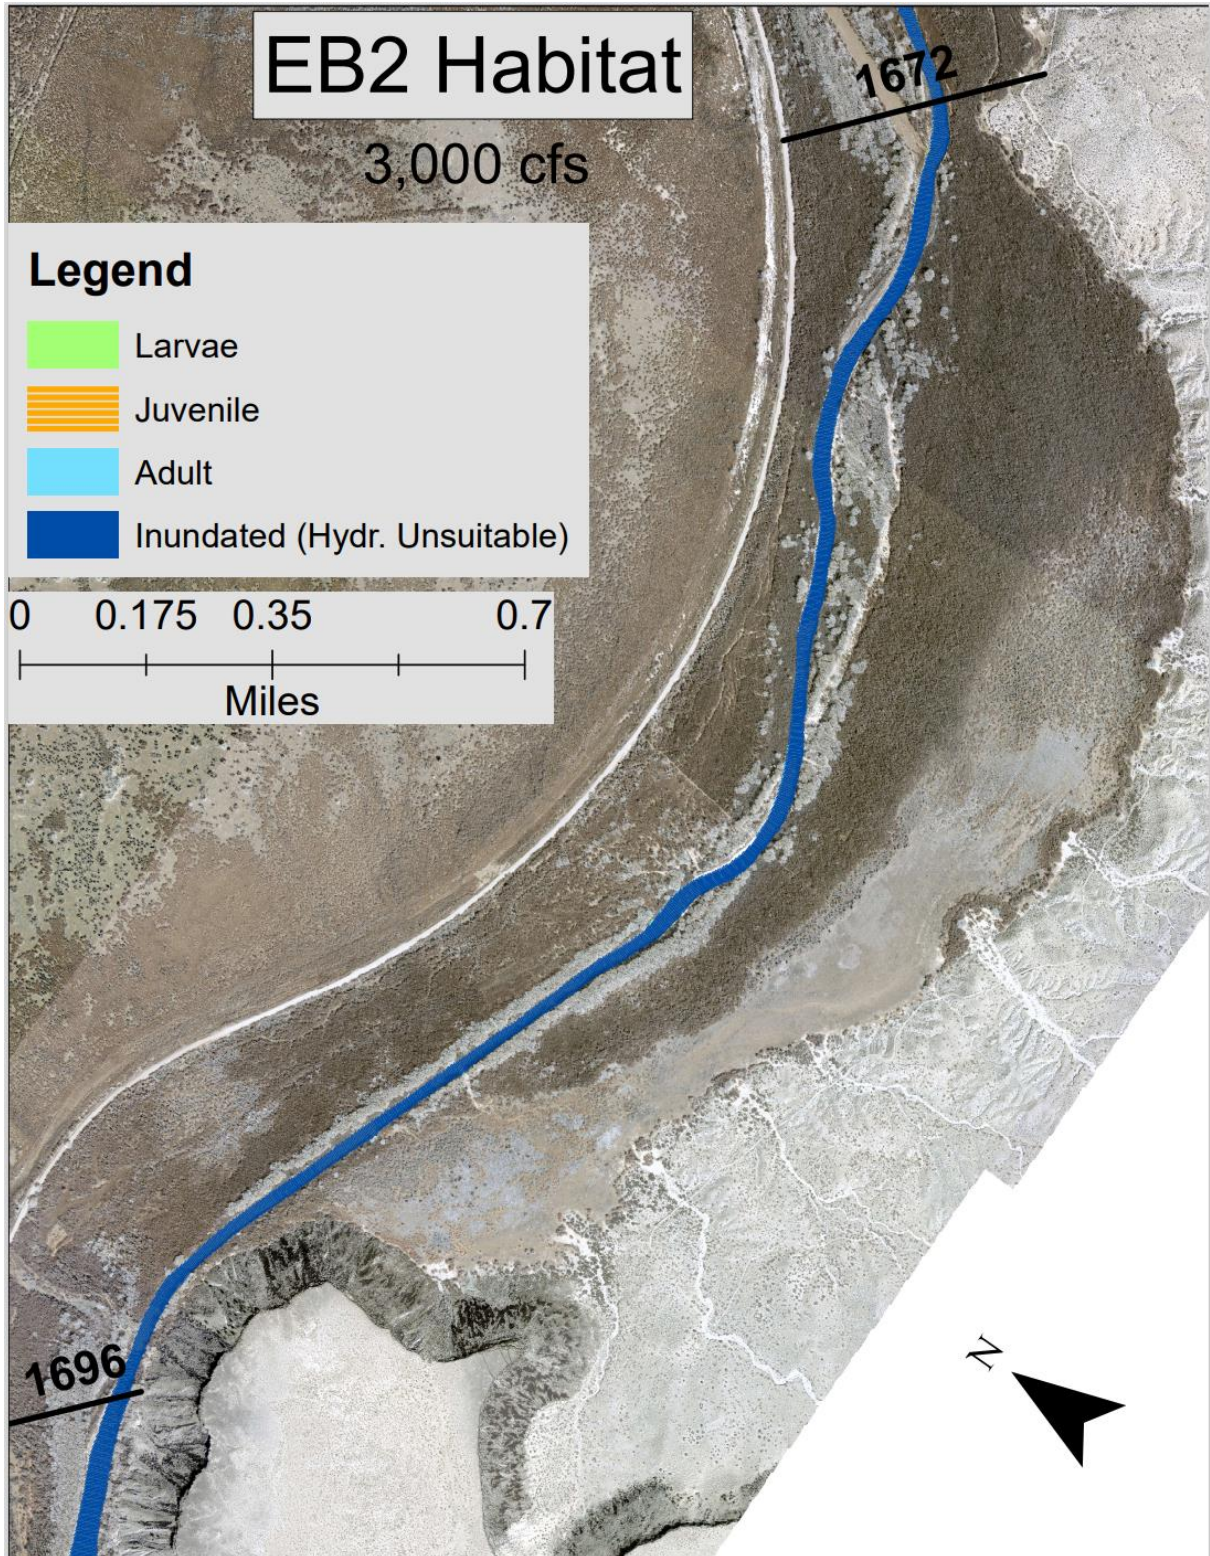 EB2 Habitat
3,000 cfs
1672
Legend
Larvae
Juvenile
Adult
Inundated (Hydr. Unsuitable)
0 0.175 0.35 0.7
Miles
N
1696